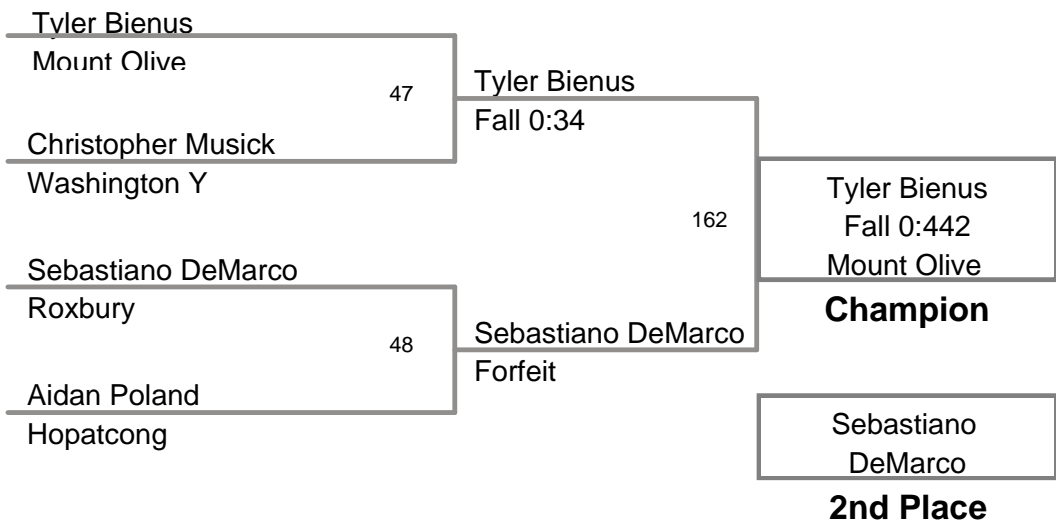 Tyler Bienus
Mount Olive
47
Christopher Musick
Washington Y
Tyler Bienus
Fall 0:34
Sebastiano DeMarco
Roxbury
48
Aidan Poland
Hopatcong
Sebastiano DeMarco
Forfeit
162
Tyler Bienus
Fall 0:442
Mount Olive
Champion
Sebastiano
DeMarco
2nd Place